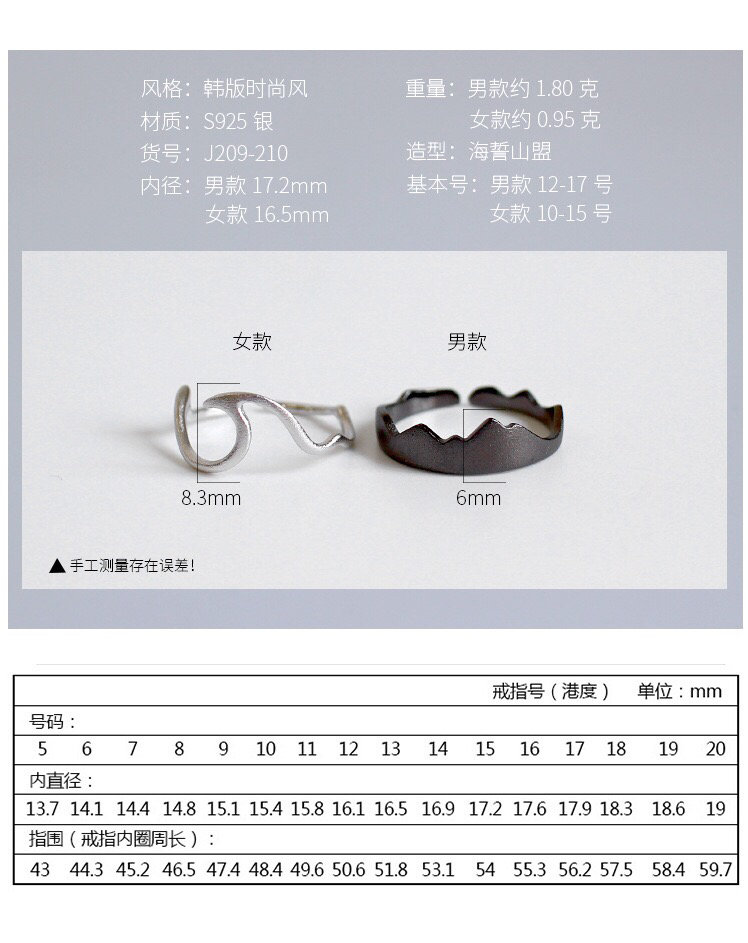 风格：韩版时尚风
材质：S925 银
货号：J209-210
内径：男款 17.2mm
女款 16.5mm
重量：男款约 1.80 克
女款约 0.95 克
造型：海誓山盟
基本号：男款 12-17 号
女款 10-15 号
女款
男款
8.3mm
6mm
▲手工测量存在误差！
戒指号（港度） 单位：mm
号码：
5 6 7 8 9 10 11 12 13 14 15 16 17 18 19 20
内直径：
13.7 14.1 14.4 14.8 15.1 15.4 15.8 16.1 16.5 16.9 17.2 17.6 17.9 18.3 18.6 19
指围（戒指内圈周长）：
43 44.3 45.2 46.5 47.4 48.4 49.6 50.6 51.8 53.1 54 55.3 56.2 57.5 58.4 59.7